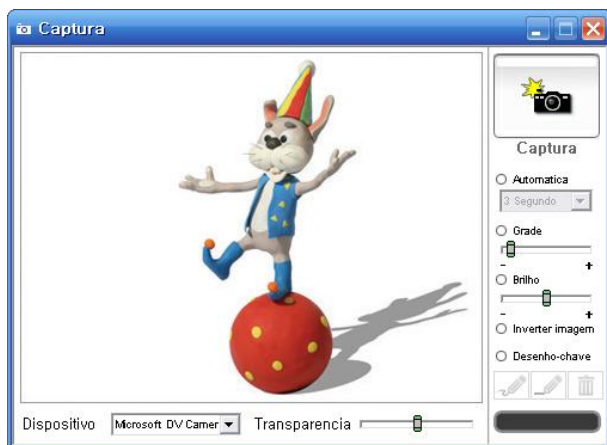 Captura
Captura
Automatica
3 Segundo
Grade
- +
Brilho
- +
Inverter imagem
Desenho-chave
Dispositivo Microsoft DV Camer Transparencia